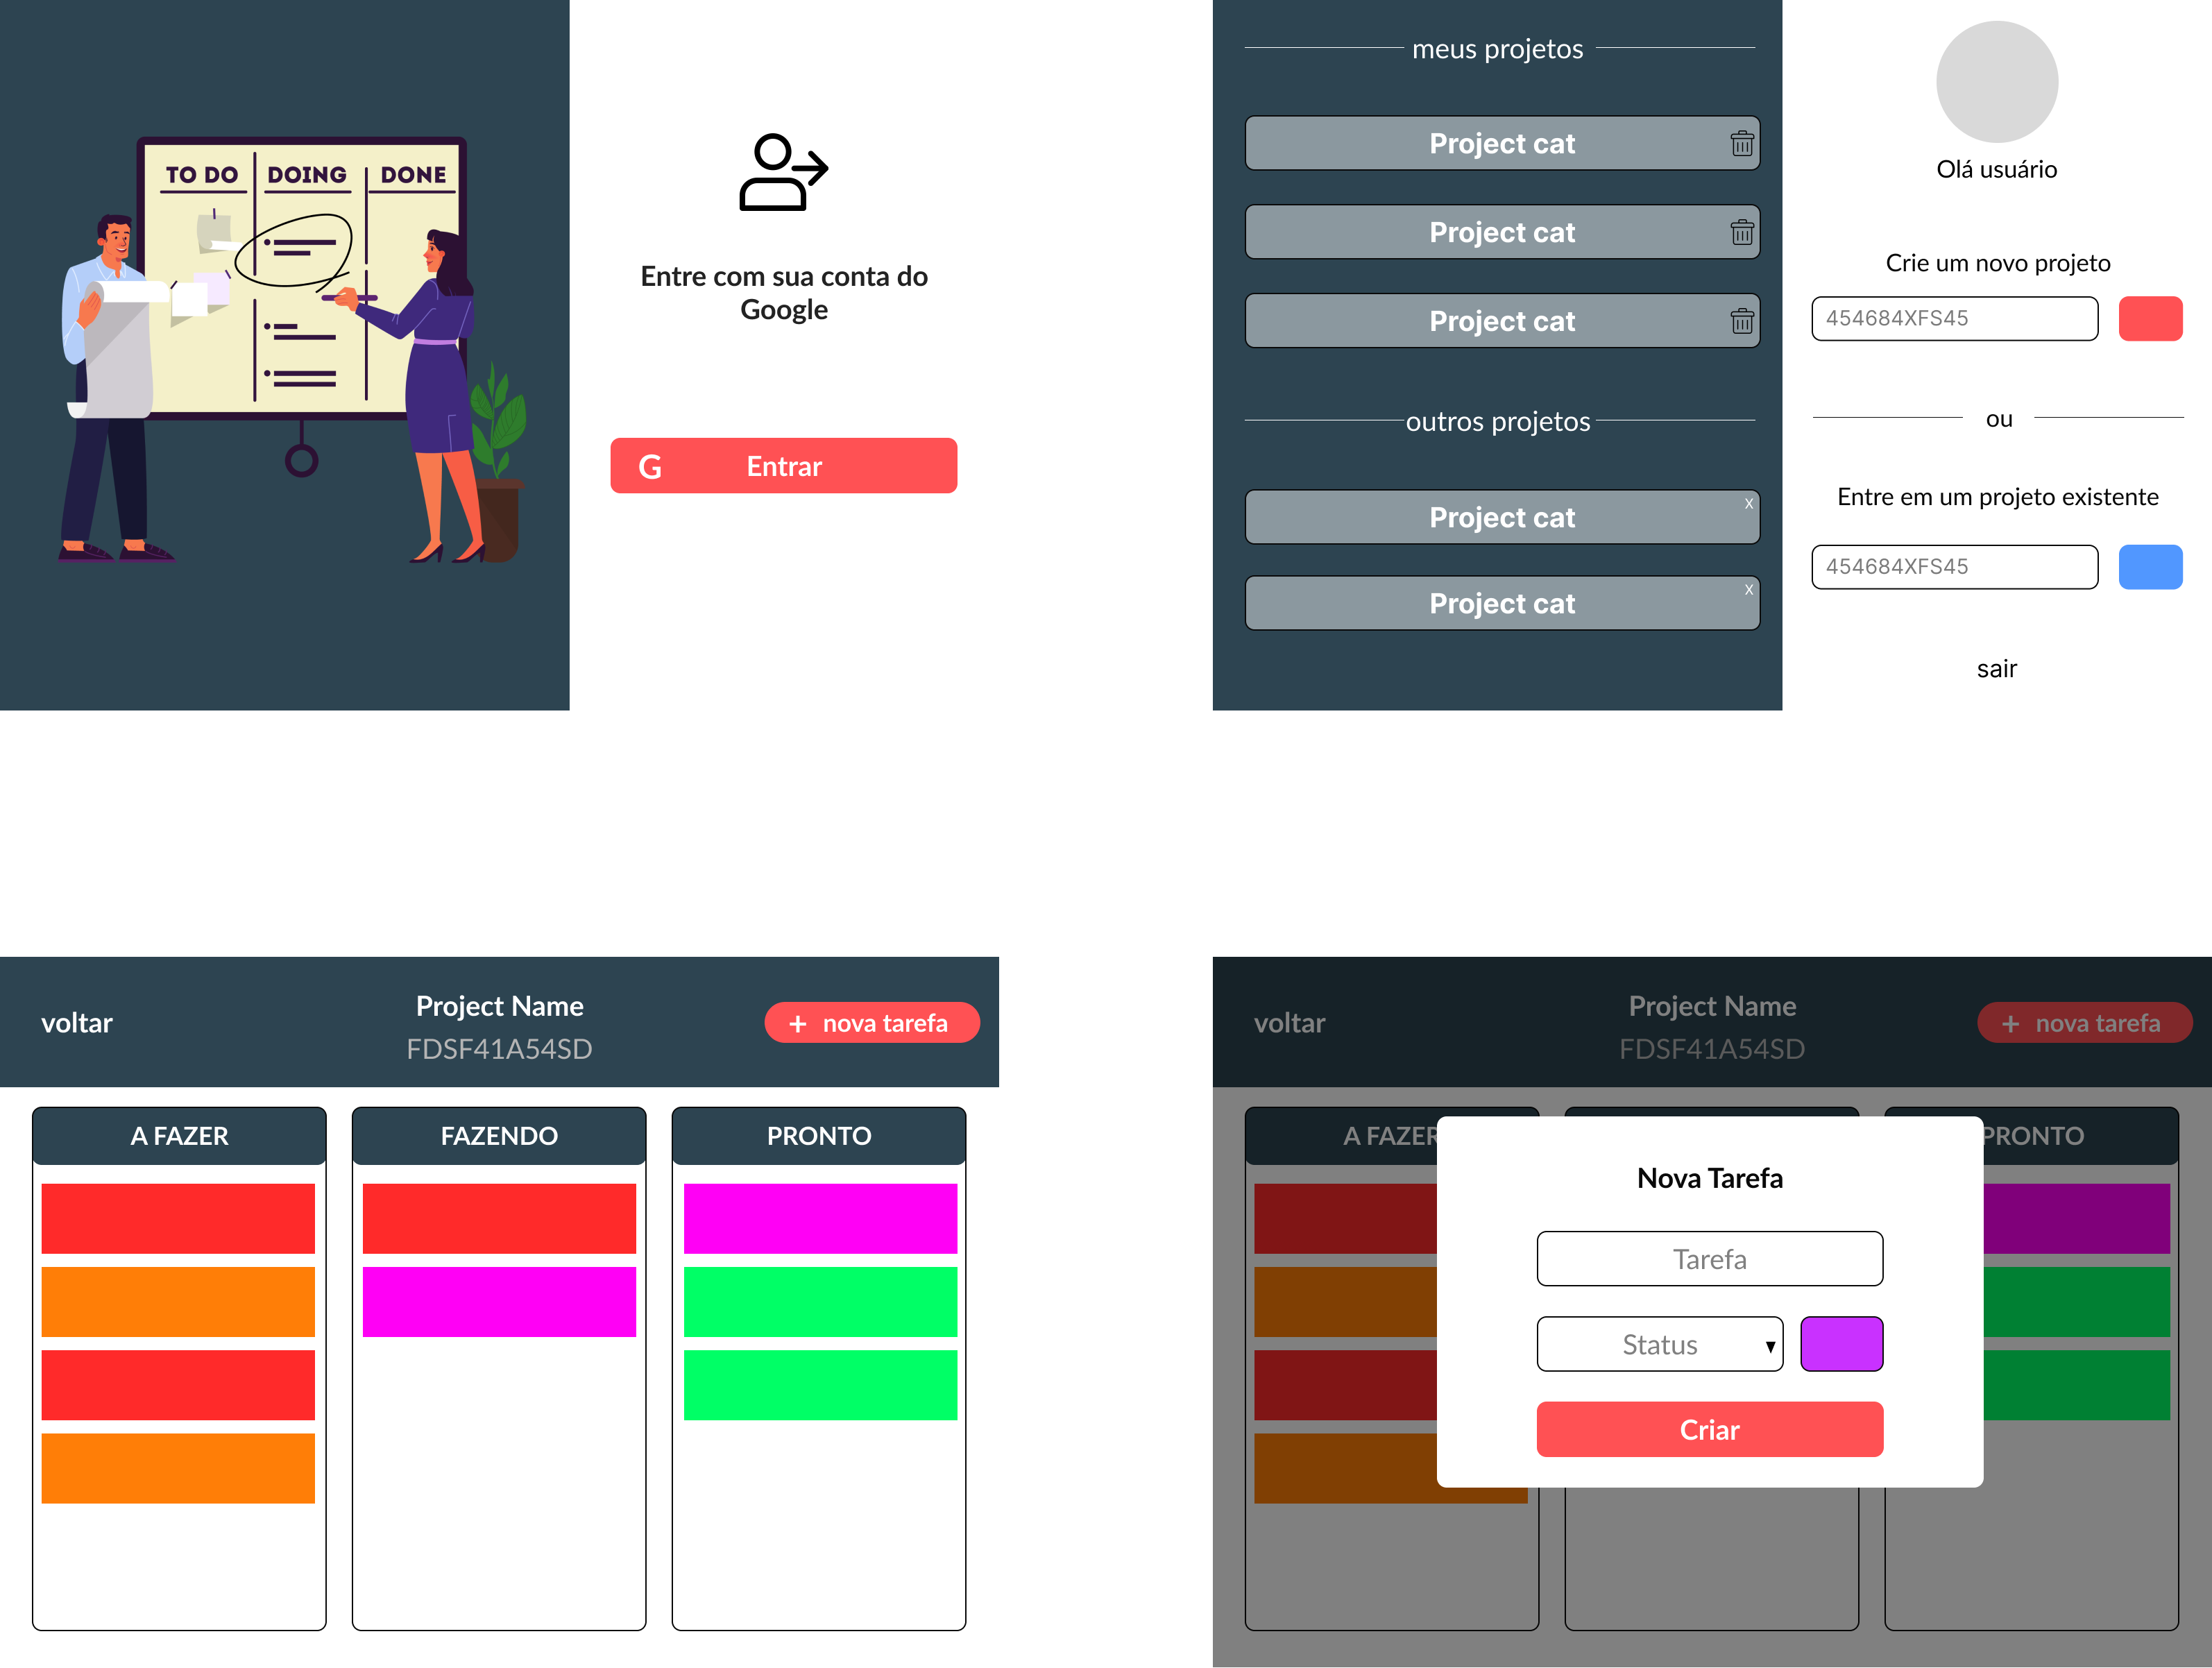 TO DO
DOING
DONE
Entre com sua conta do
Google
G Entrar
meus projetos
Project cat
Project cat
Project cat
outros projetos
Project cat
X
Project cat
X
Olá usuário
Crie um novo projeto
454684XFS45
ou
Entre em um projeto existente
454684XFS45
sair
voltar
Project Name
FDSF41A54SD
+ nova tarefa
A FAZER
FAZENDO
PRONTO
voltar
Project Name
FDSF41A54SD
+ nova tarefa
A FAZER
PRONTO
Nova Tarefa
Tarefa
Status
Criar